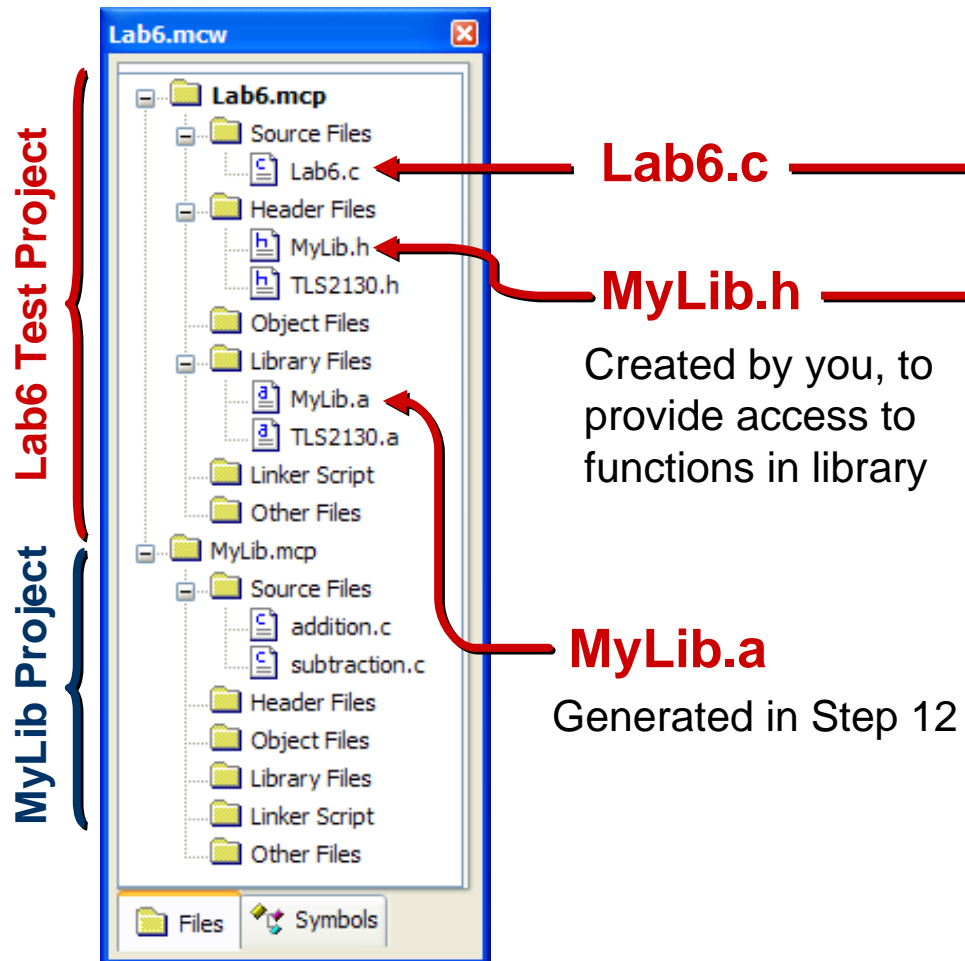 Lab6.mcw
Lab6 Test Project
Lab6.mcp
Source Files
Lab6.c
Header Files
MyLib.h
TLS2130.h
Object Files
Library Files
MyLib.a
TLS2130.a
Linker Script
Other Files
MyLib Project
MyLib.mcp
Source Files
addition.c
subtraction.c
Header Files
Object Files
Library Files
Linker Script
Other Files
Files
Symbols
Lab6.c
MyLib.h
Created by you, to
provide access to
functions in library
MyLib.a
Generated in Step 12